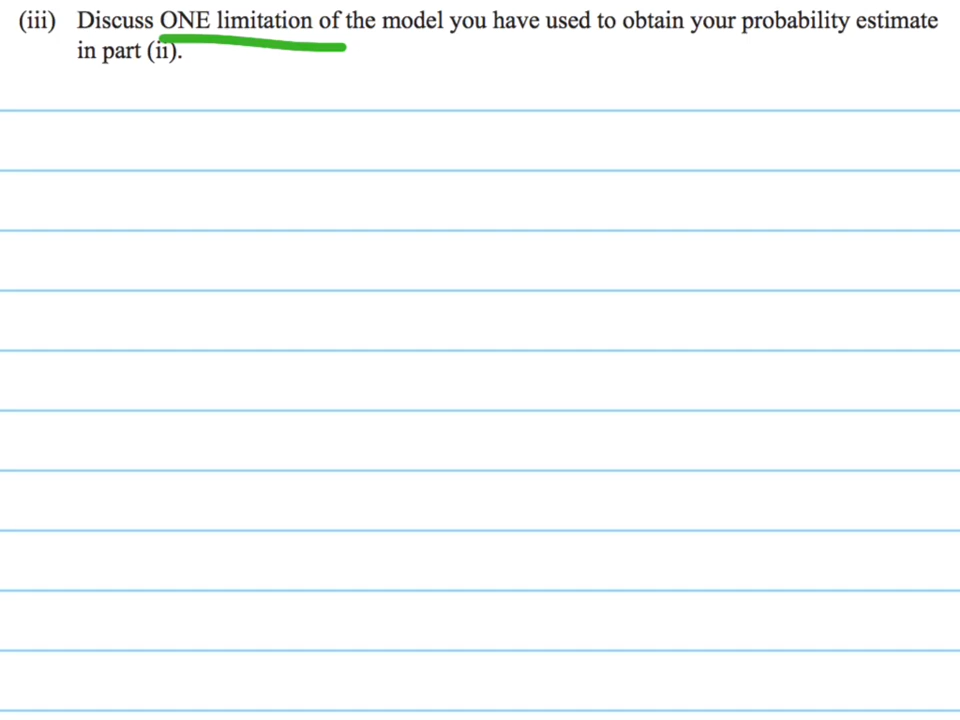 (iii) Discuss ONE limitation of the model you have used to obtain your probability estimate
in part (ii).